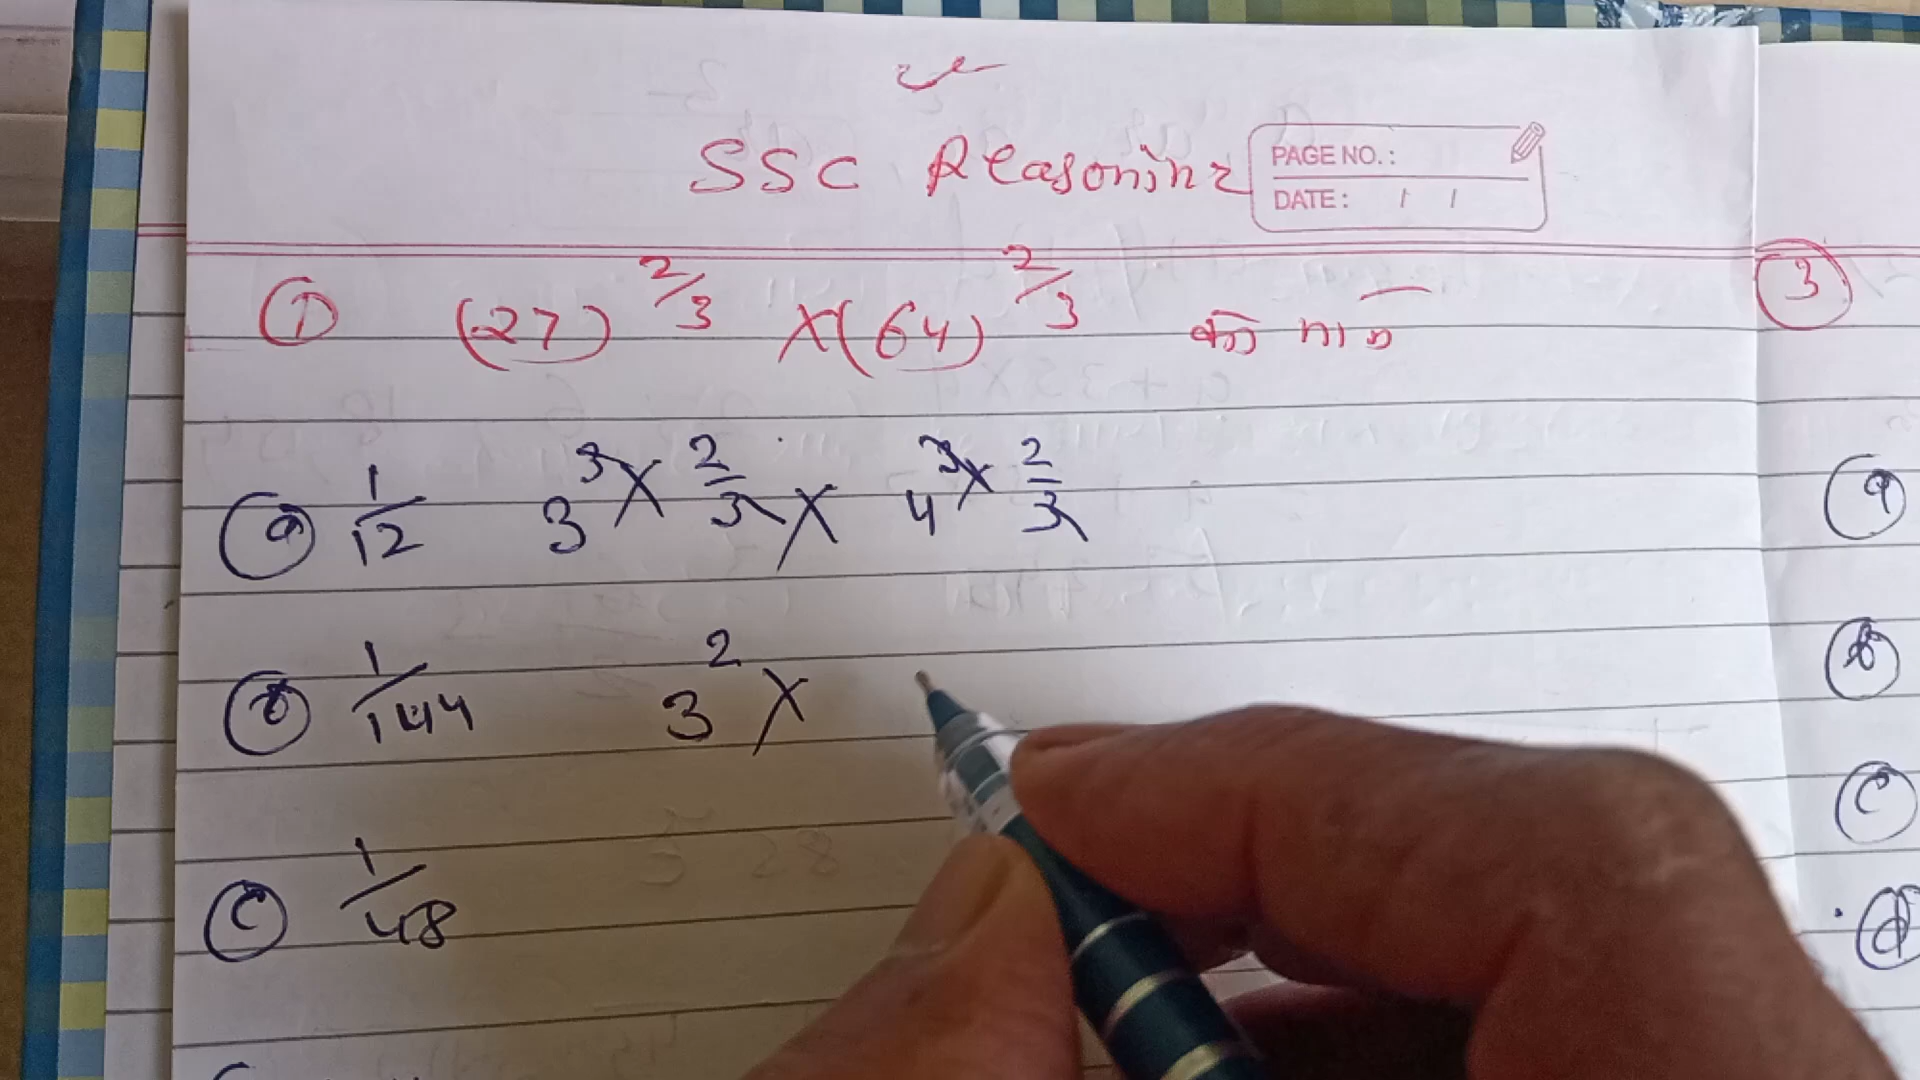 SSC Reasoning
PAGE NO.:
DATE: / /
① (27)^2/3 × (64)^2/3 का मान
3
a 1/12 3^3×2/3 × 4^3×2/3
a
b 1/144 3^2 ×
b
c 1/48
c
d